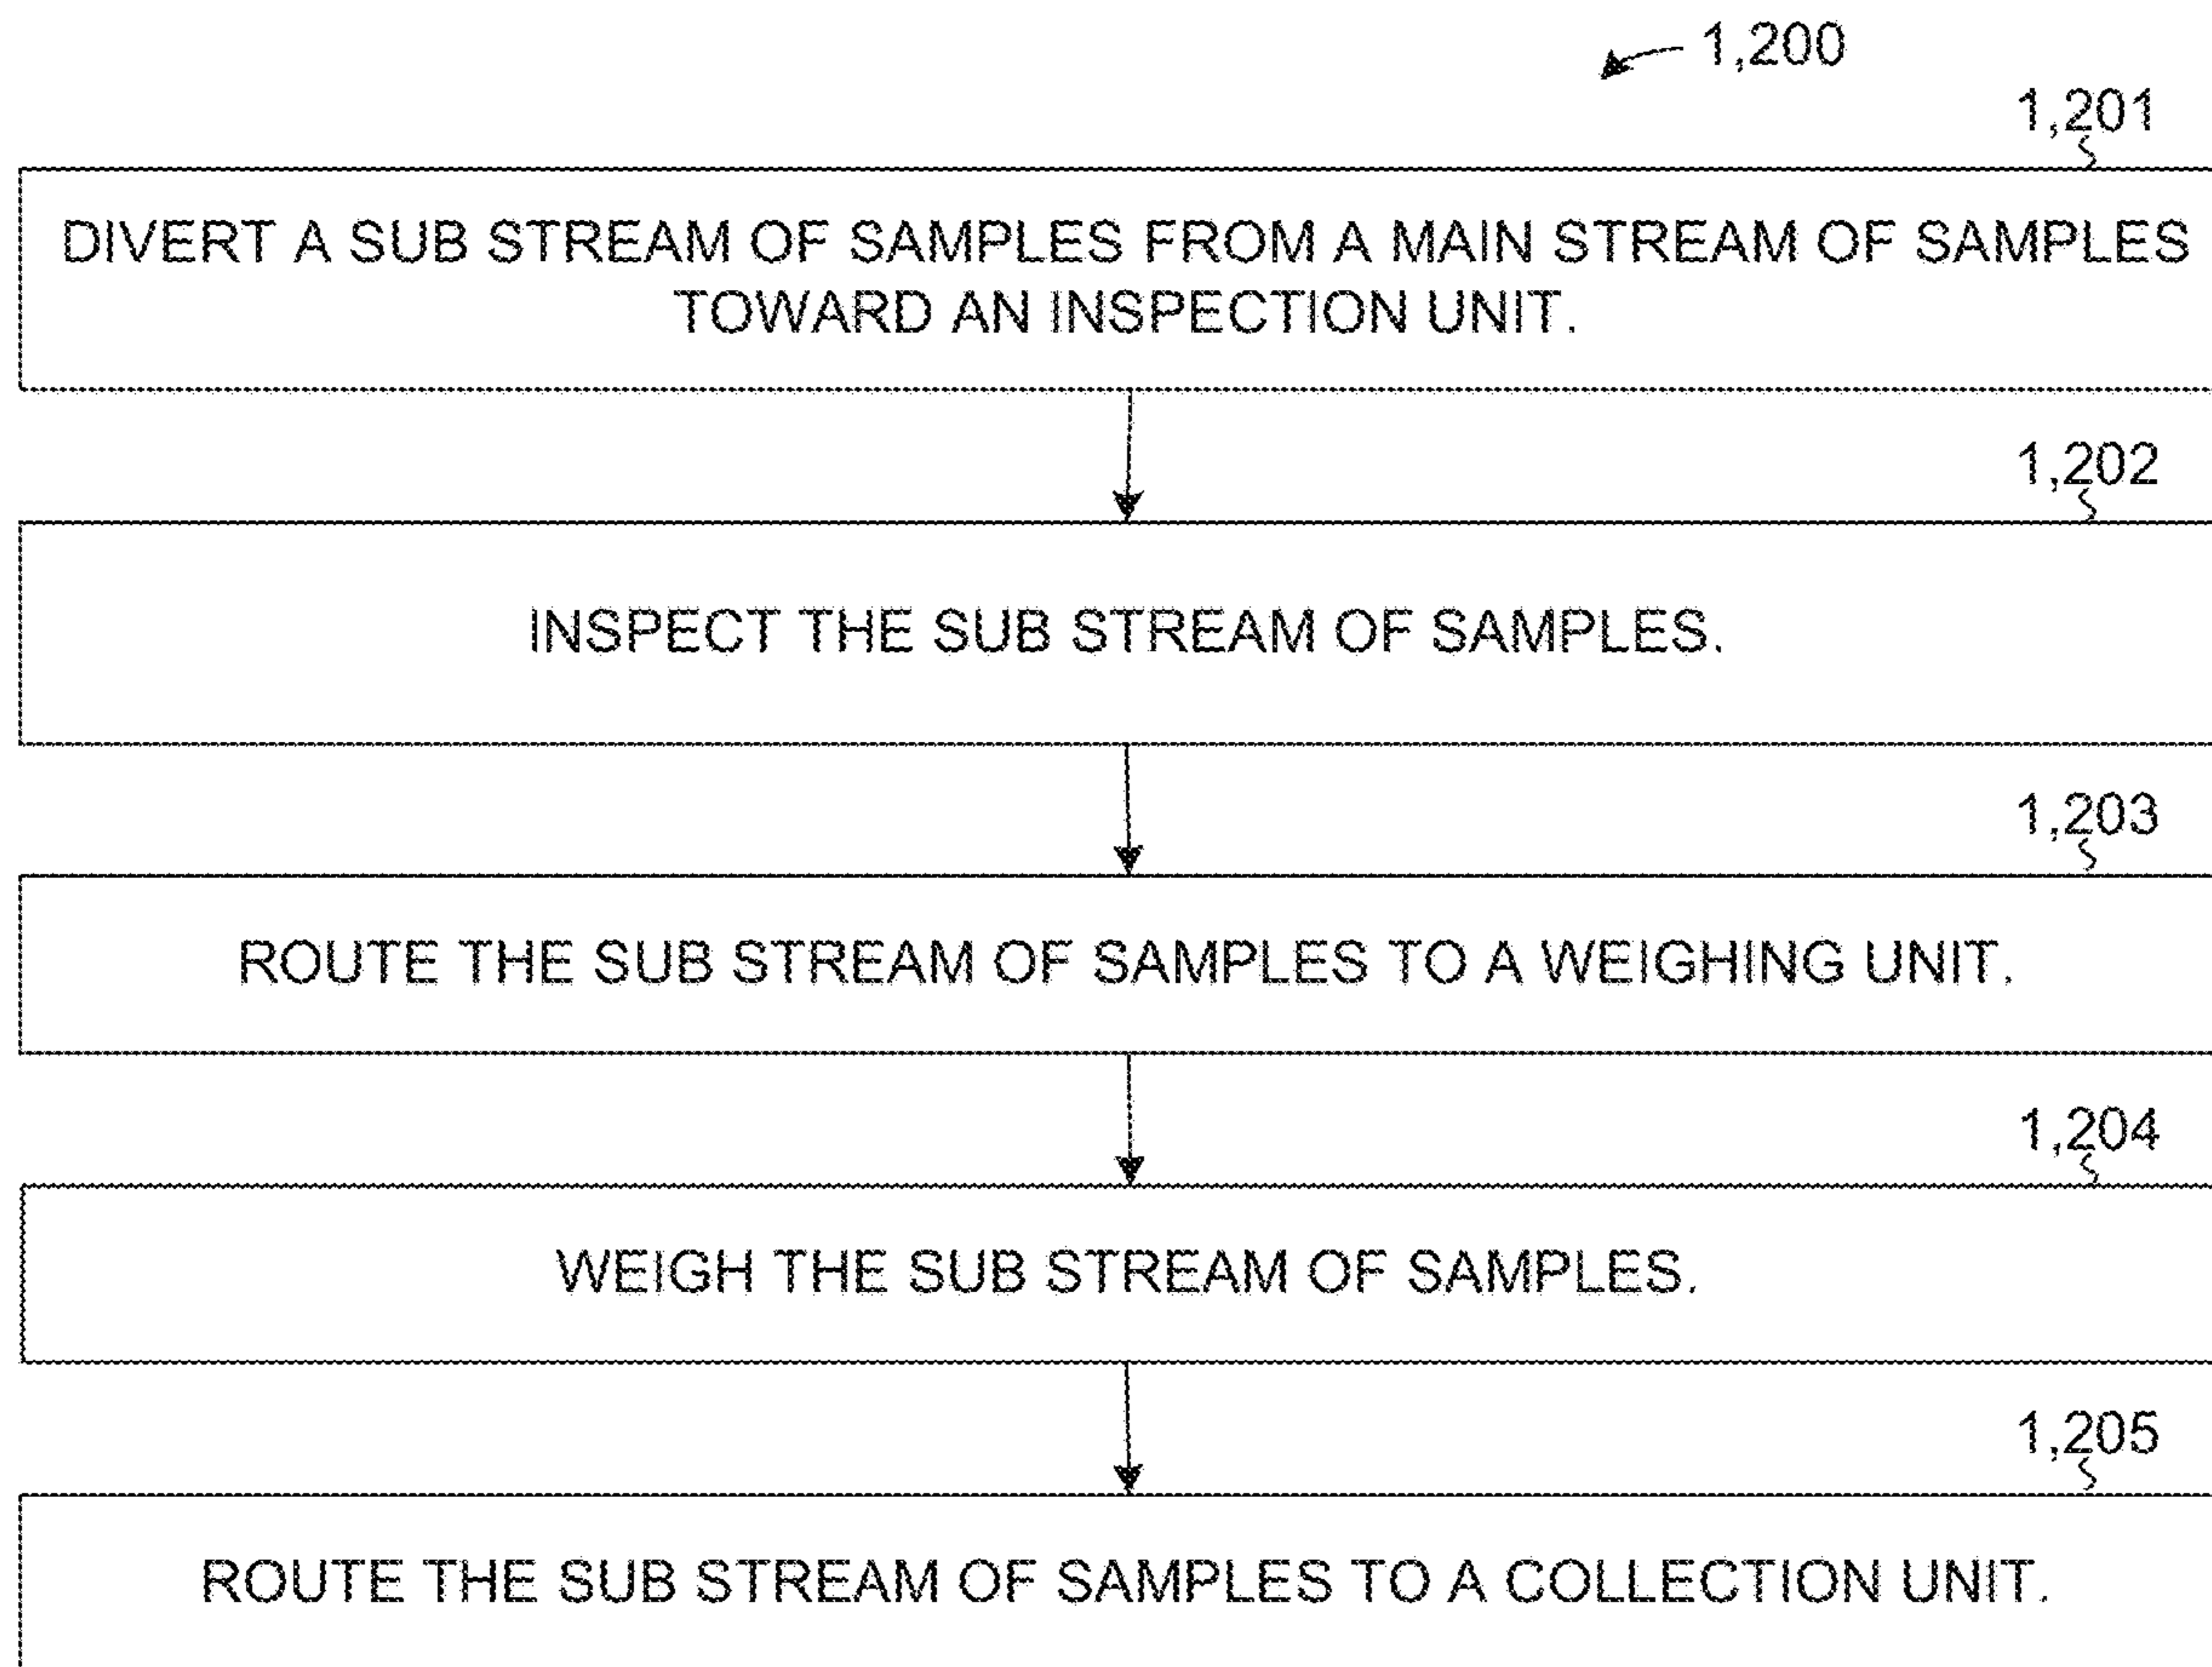 1,200
1,201
DIVERT A SUB STREAM OF SAMPLES FROM A MAIN STREAM OF SAMPLES
TOWARD AN INSPECTION UNIT.
1,202
INSPECT THE SUB STREAM OF SAMPLES.
1,203
ROUTE THE SUB STREAM OF SAMPLES TO A WEIGHING UNIT.
1,204
WEIGH THE SUB STREAM OF SAMPLES.
1,205
ROUTE THE SUB STREAM OF SAMPLES TO A COLLECTION UNIT.